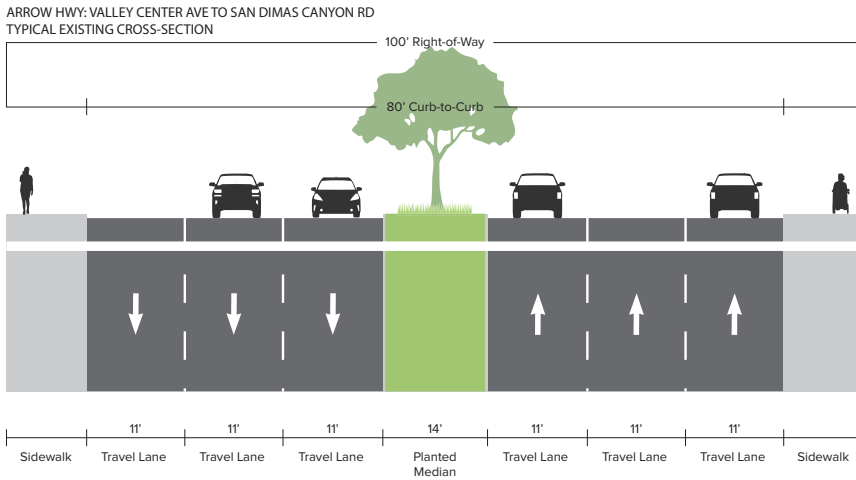 ARROW HWY: VALLEY CENTER AVE TO SAN DIMAS CANYON RD
TYPICAL EXISTING CROSS-SECTION
100' Right-of-Way
80' Curb-to-Curb
11' 11' 11' 14' 11' 11' 11'
Sidewalk Travel Lane Travel Lane Travel Lane Planted Travel Lane Travel Lane Travel Lane Sidewalk
Median